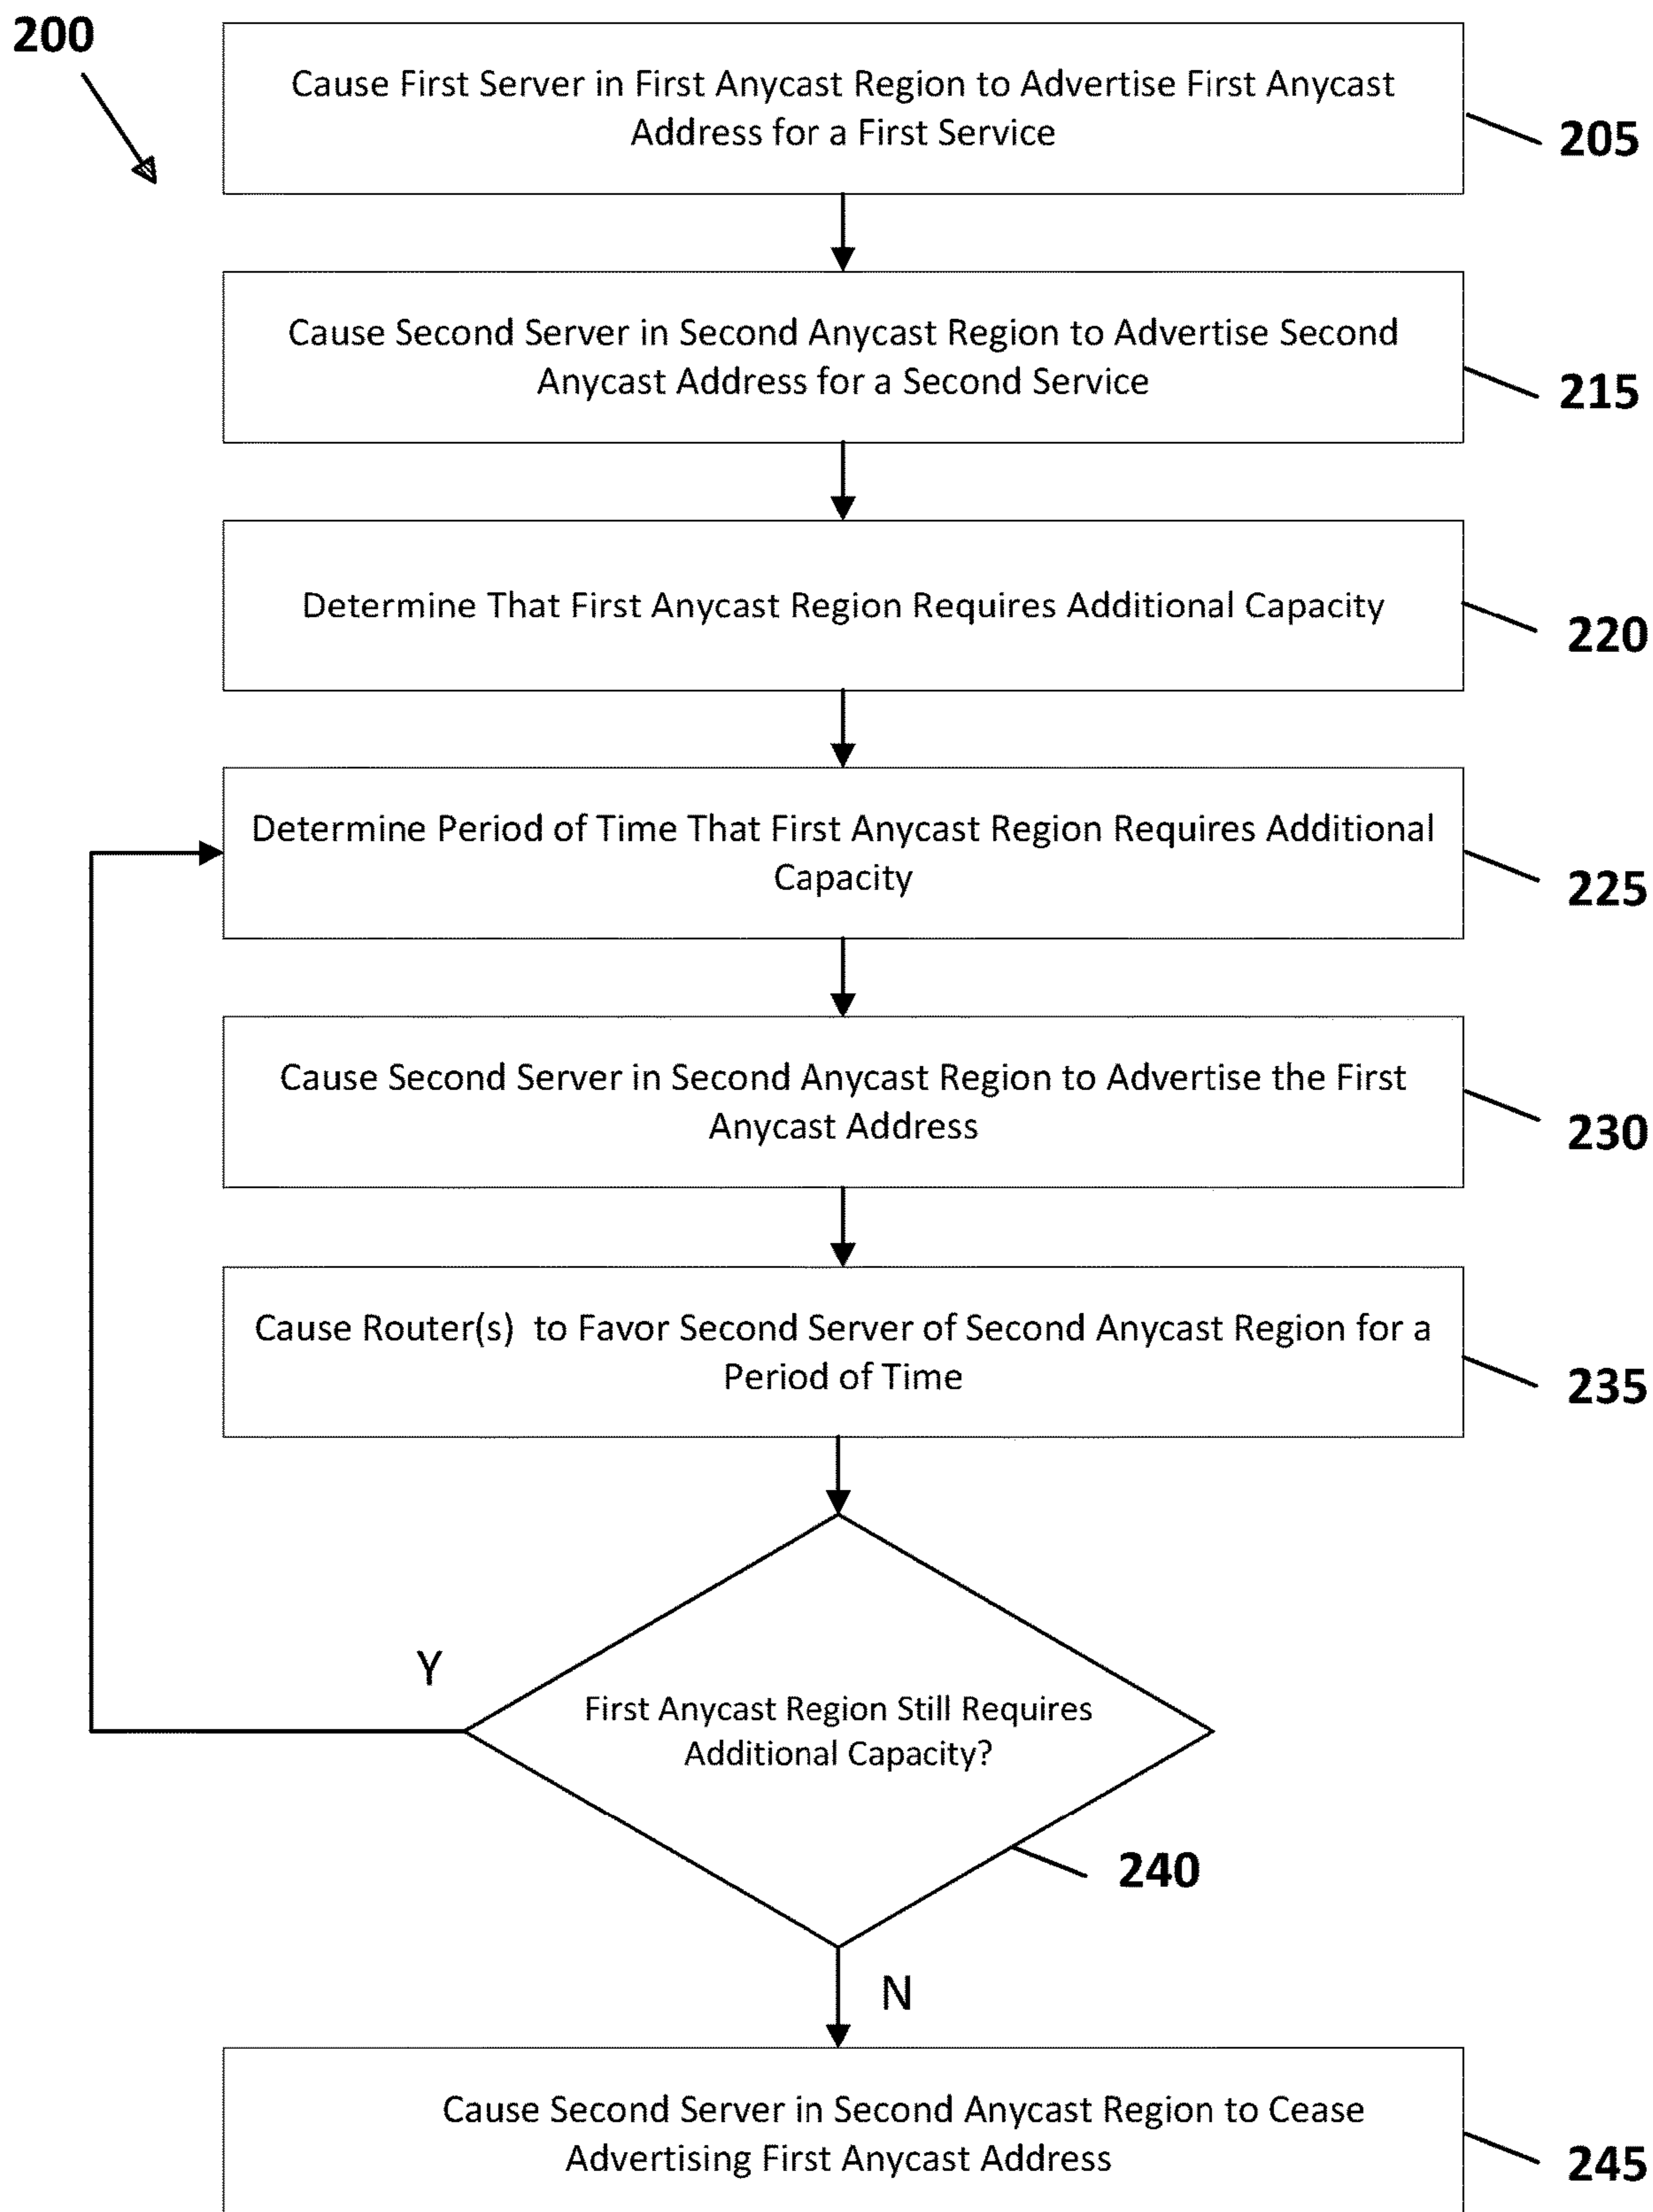 200
Cause First Server in First Anycast Region to Advertise First Anycast
Address for a First Service
205
Cause Second Server in Second Anycast Region to Advertise Second
Anycast Address for a Second Service
215
Determine That First Anycast Region Requires Additional Capacity
220
Determine Period of Time That First Anycast Region Requires Additional
Capacity
225
Cause Second Server in Second Anycast Region to Advertise the First
Anycast Address
230
Cause Router(s) to Favor Second Server of Second Anycast Region for a
Period of Time
235
Y
First Anycast Region Still Requires
Additional Capacity?
240
N
Cause Second Server in Second Anycast Region to Cease
Advertising First Anycast Address
245